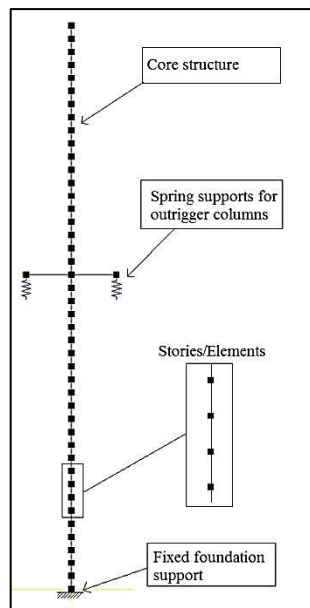 Core structure
Spring supports for
outrigger columns
Stories/Elements
Fixed foundation
support